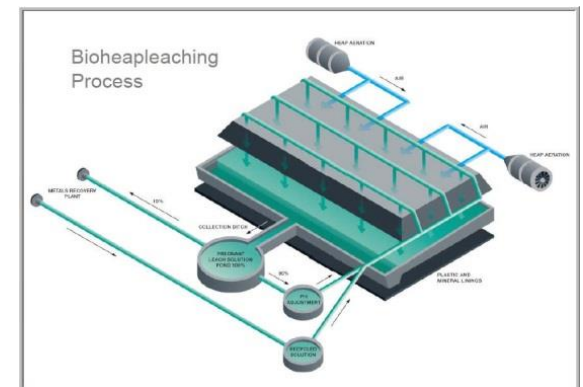 Bioheapleaching
Process
HEAP AERATION
AIR
AIR
HEAP AERATION
METALS RECOVERY
PLANT
10%
COLLECTION DITCH
PREGNANT
LEACH SOLUTION
POND 100%
90%
PH
ADJUSTMENT
PLASTIC AND
MINERAL LININGS
RECYCLED
SOLUTION